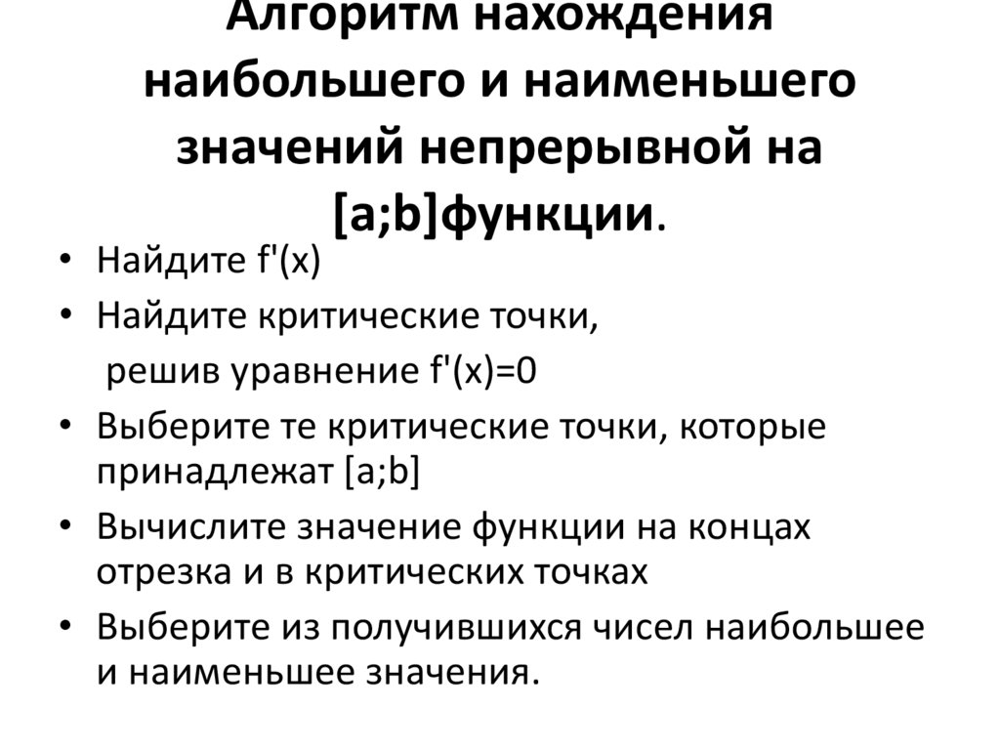 Алгоритм нахождения
наибольшего и наименьшего
значений непрерывной на
[a;b]функции.
• Найдите f'(x)
• Найдите критические точки,
решив уравнение f'(x)=0
• Выберите те критические точки, которые
принадлежат [a;b]
• Вычислите значение функции на концах
отрезка и в критических точках
• Выберите из получившихся чисел наибольшее
и наименьшее значения.